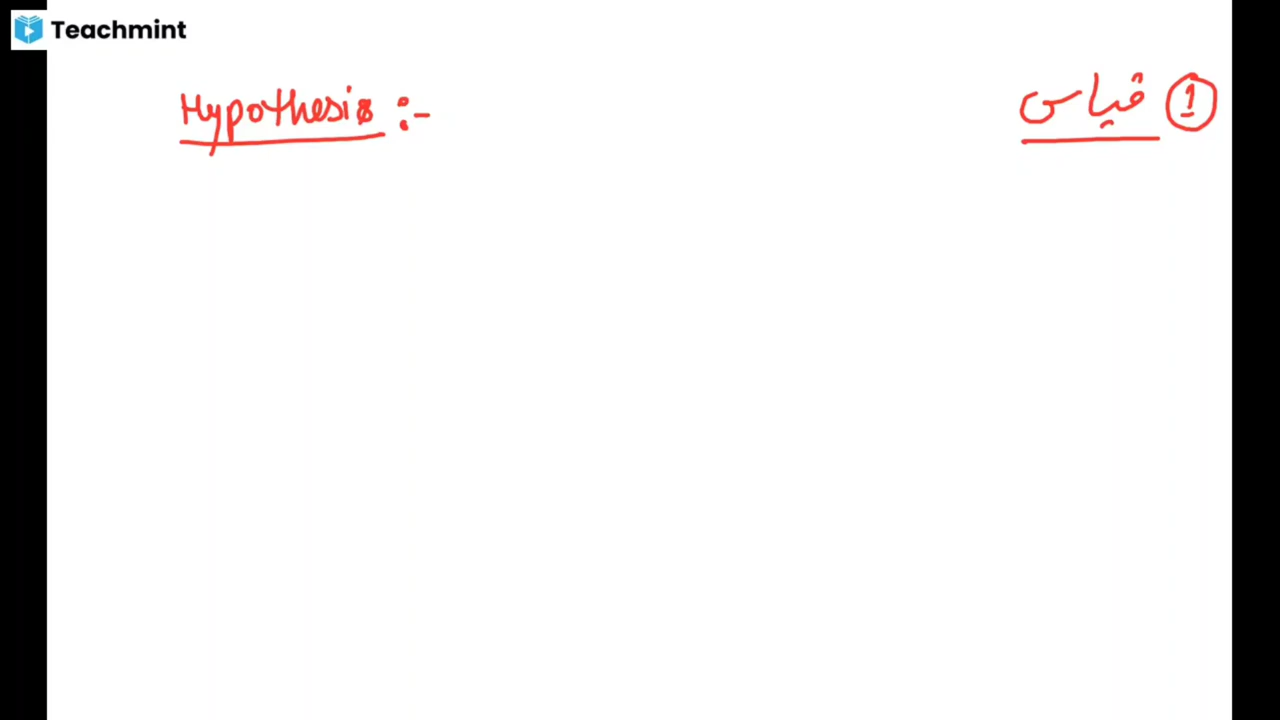 Teachmint
Hypothesis :-
① قیاس